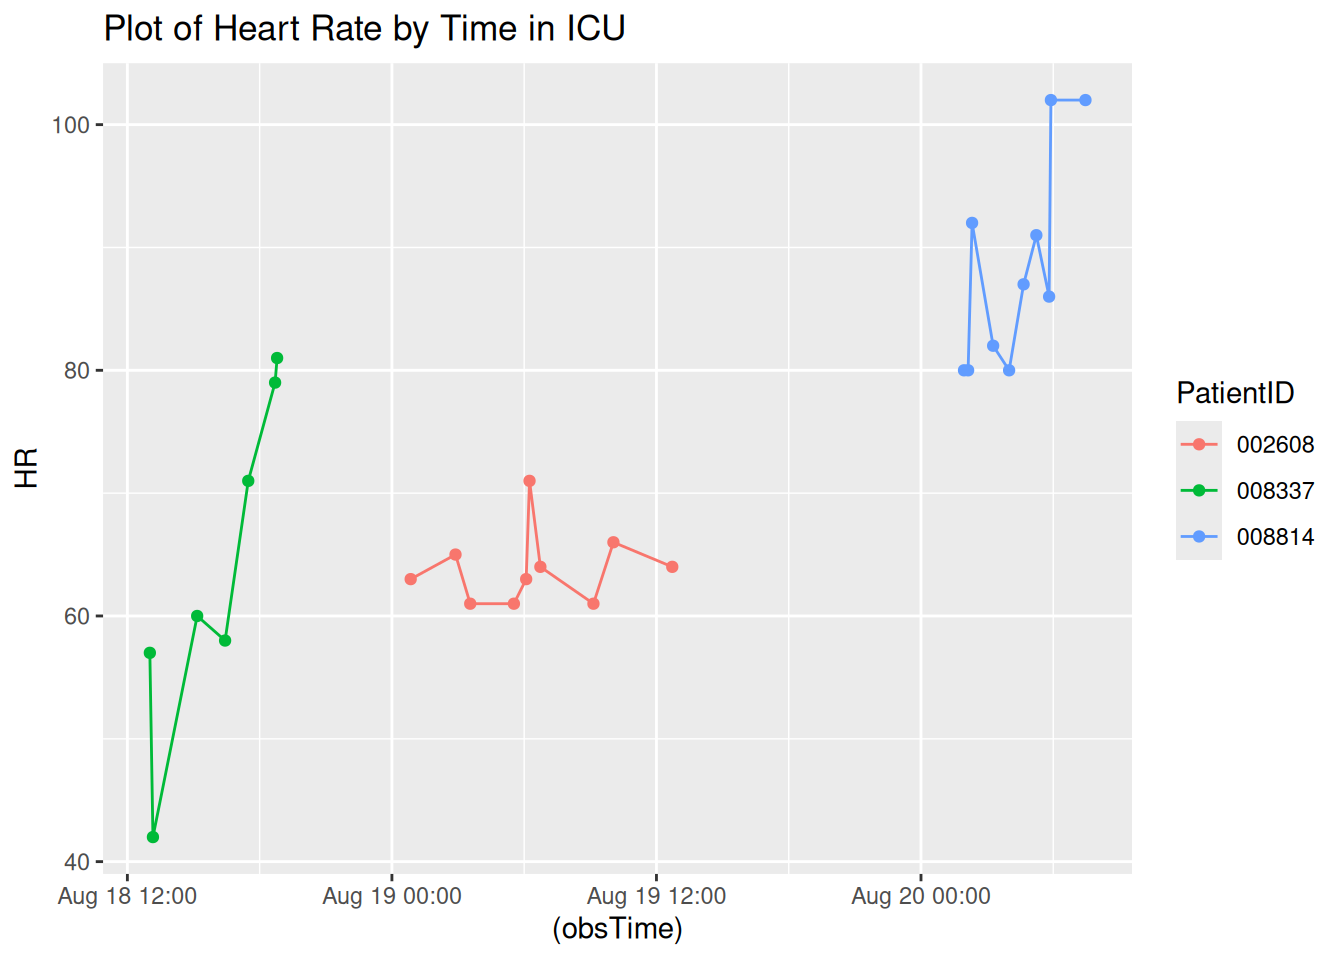 Plot of Heart Rate by Time in ICU
HR
100
80
60
40
Aug 18 12:00
Aug 19 00:00
Aug 19 12:00
Aug 20 00:00
(obsTime)
PatientID
002608
008337
008814